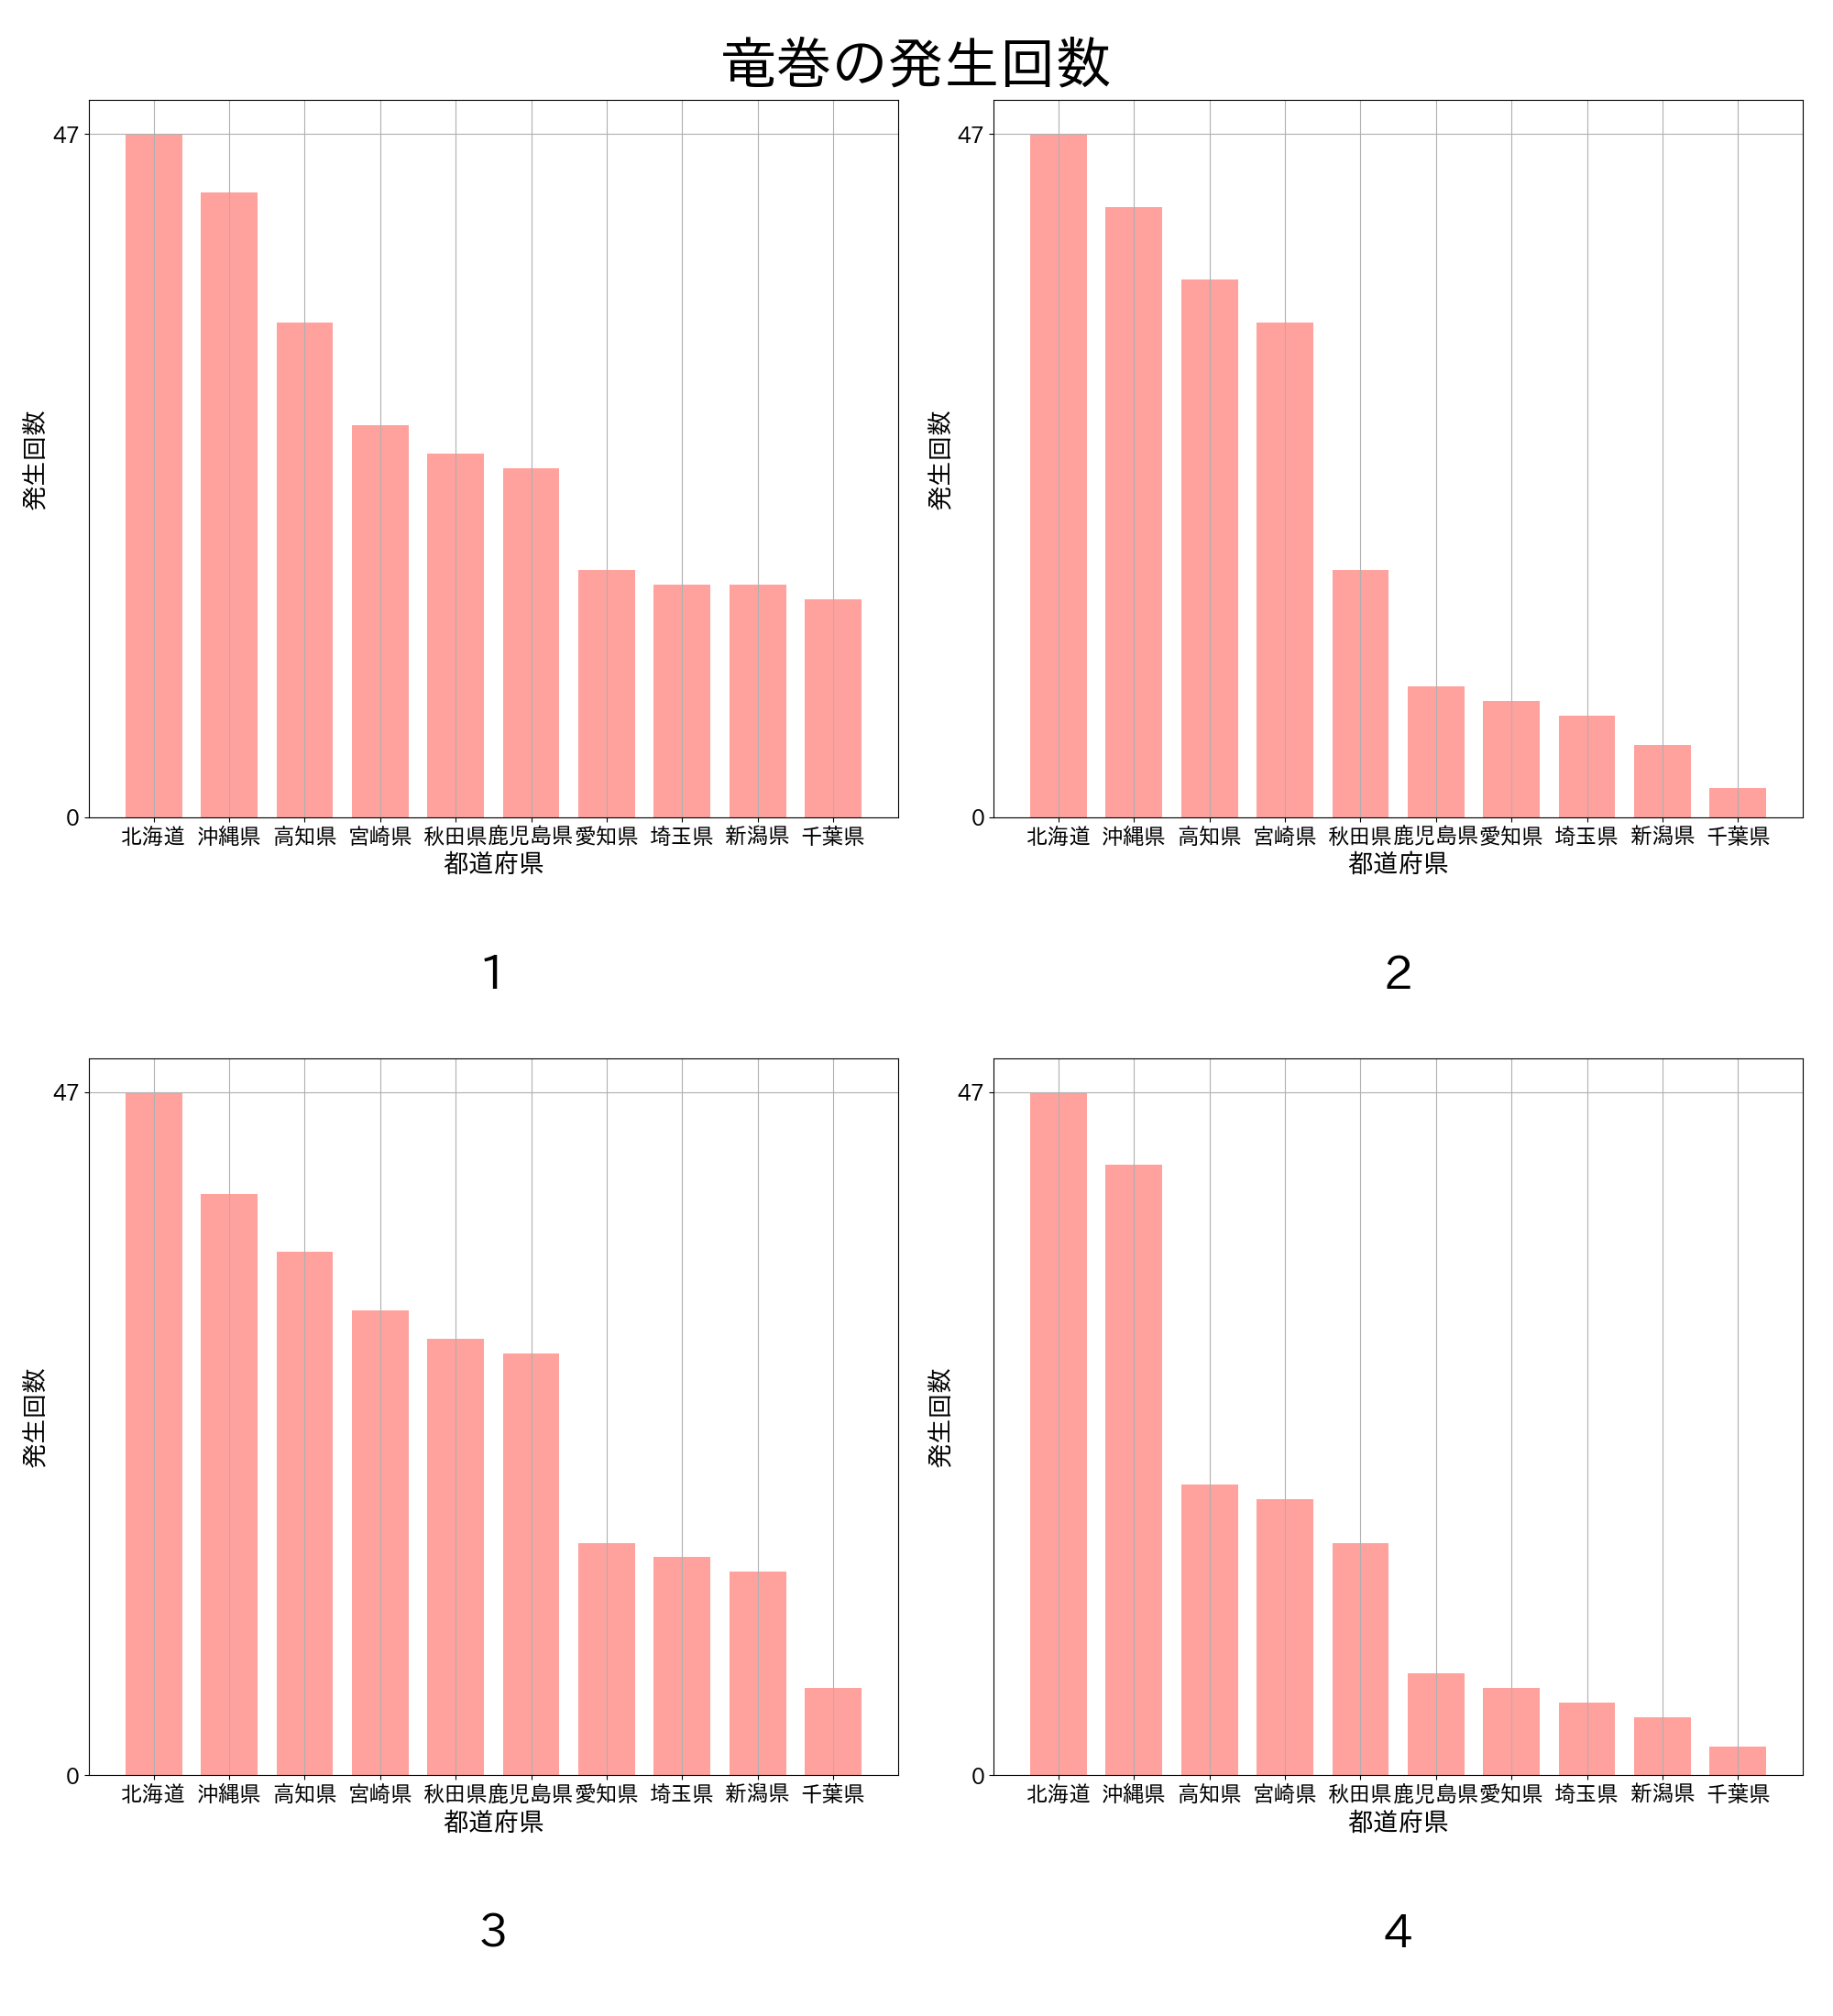 竜巻の発生回数
47
0
発生回数
北海道 沖縄県 高知県 宮崎県 秋田県 鹿児島県 愛知県 埼玉県 新潟県 千葉県
都道府県
1
47
0
発生回数
北海道 沖縄県 高知県 宮崎県 秋田県 鹿児島県 愛知県 埼玉県 新潟県 千葉県
都道府県
2
47
0
発生回数
北海道 沖縄県 高知県 宮崎県 秋田県 鹿児島県 愛知県 埼玉県 新潟県 千葉県
都道府県
3
47
0
発生回数
北海道 沖縄県 高知県 宮崎県 秋田県 鹿児島県 愛知県 埼玉県 新潟県 千葉県
都道府県
4